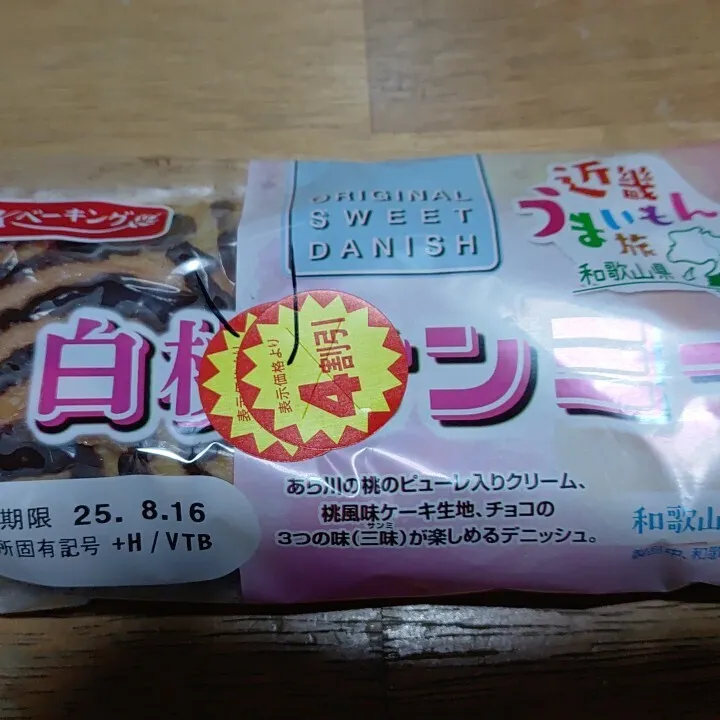 ベーキング
ORIGINAL
SWEET
DANISH
近畿
うまいもん
旅
和歌山県
白桃サンミー
表示価格より
4割引
あら川の桃のピューレ入りクリーム、
桃風味ケーキ生地、チョコの
3つの味(三味)が楽しめるデニッシュ。
サンミ
期限 25. 8.16
所固有記号 +H/VTB
和歌山